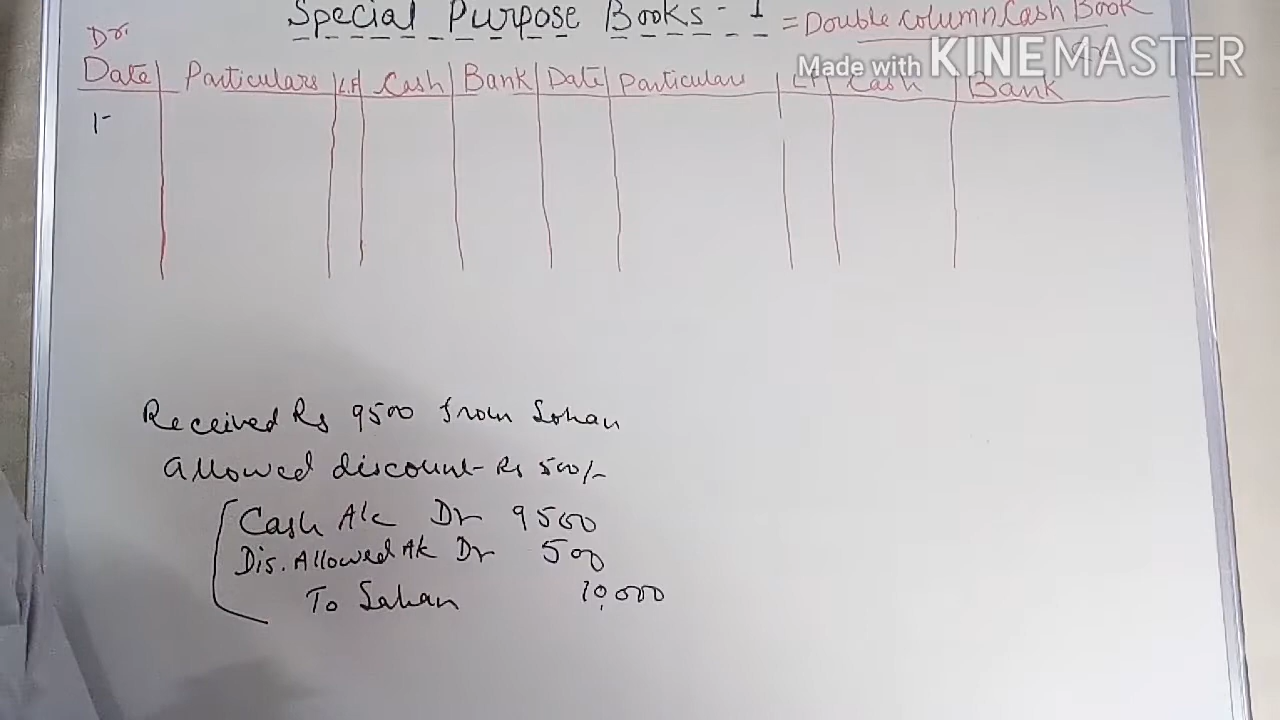 Special Purpose Books - I = Double column Cash Book
Made with KINEMASTER
Dr. Cr.
Date Particulars L.F Cash Bank Date Particulars L.F Cash Bank
1-
Received Rs 9500 from Sohan
Allowed discount - Rs 500/-
Cash A/c Dr 9500
Dis. Allowed A/c Dr 500
To Sohan 10,000